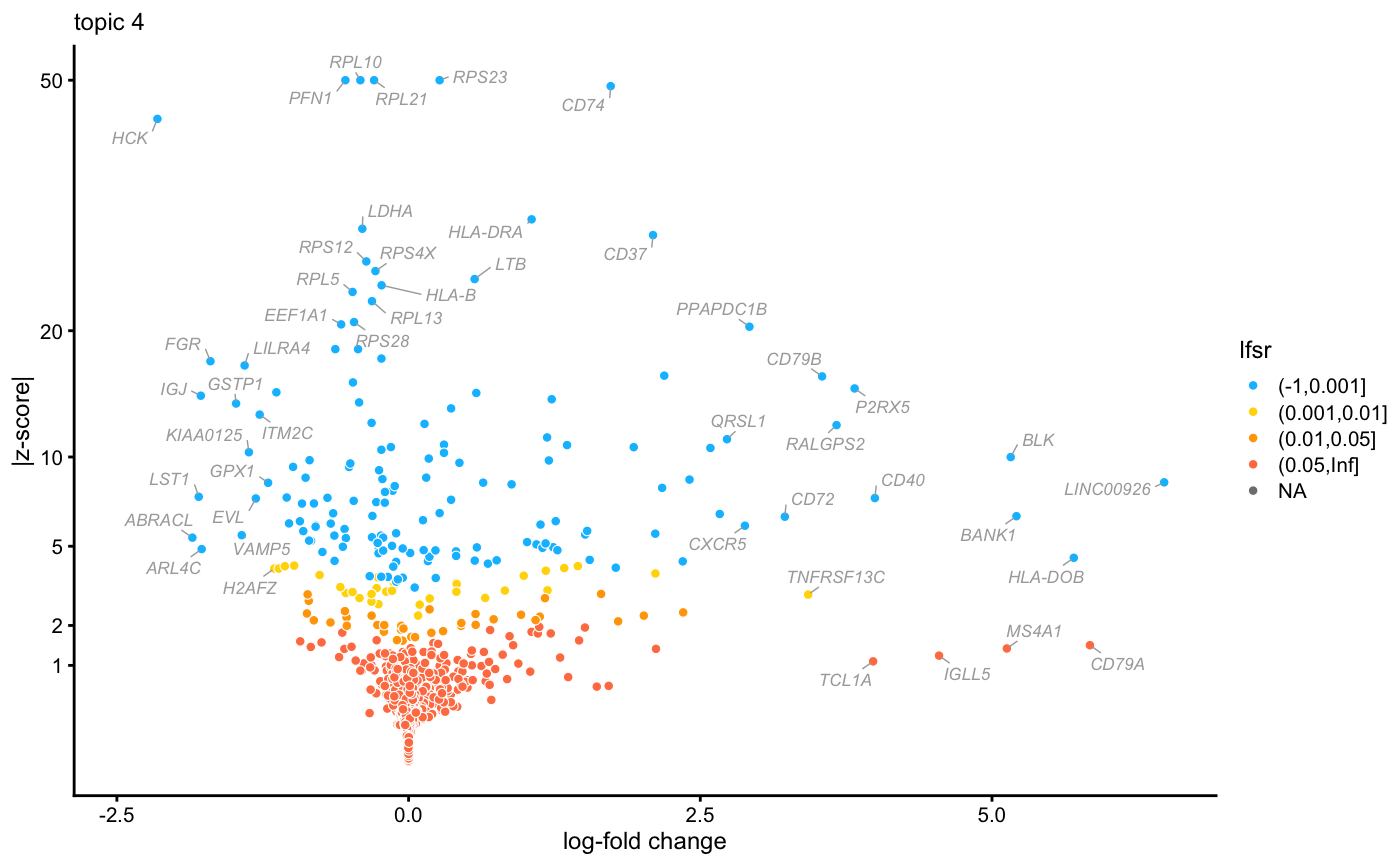 topic 4
RPL10
RPS23
50
PFN1
RPL21
CD74
HCK
LDHA
HLA-DRA
RPS12
RPS4X
CD37
LTB
RPL5
HLA-B
PPAPDC1B
EEF1A1
RPL13
20
RPS28
FGR
LILRA4
CD79B
lfsr
IGJ
GSTP1
(-1,0.001]
P2RX5
(0.001,0.01]
QRSL1
KIAA0125
ITM2C
RALGPS2
BLK
(0.01,0.05]
10
(0.05,Inf]
LST1
GPX1
CD40
LINC00926
NA
CD72
ABRACL
EVL
BANK1
5
VAMP5
CXCR5
ARL4C
H2AFZ
TNFRSF13C
HLA-DOB
2
MS4A1
1
TCL1A
IGLL5
CD79A
|z-score|
-2.5
0.0
2.5
5.0
log-fold change